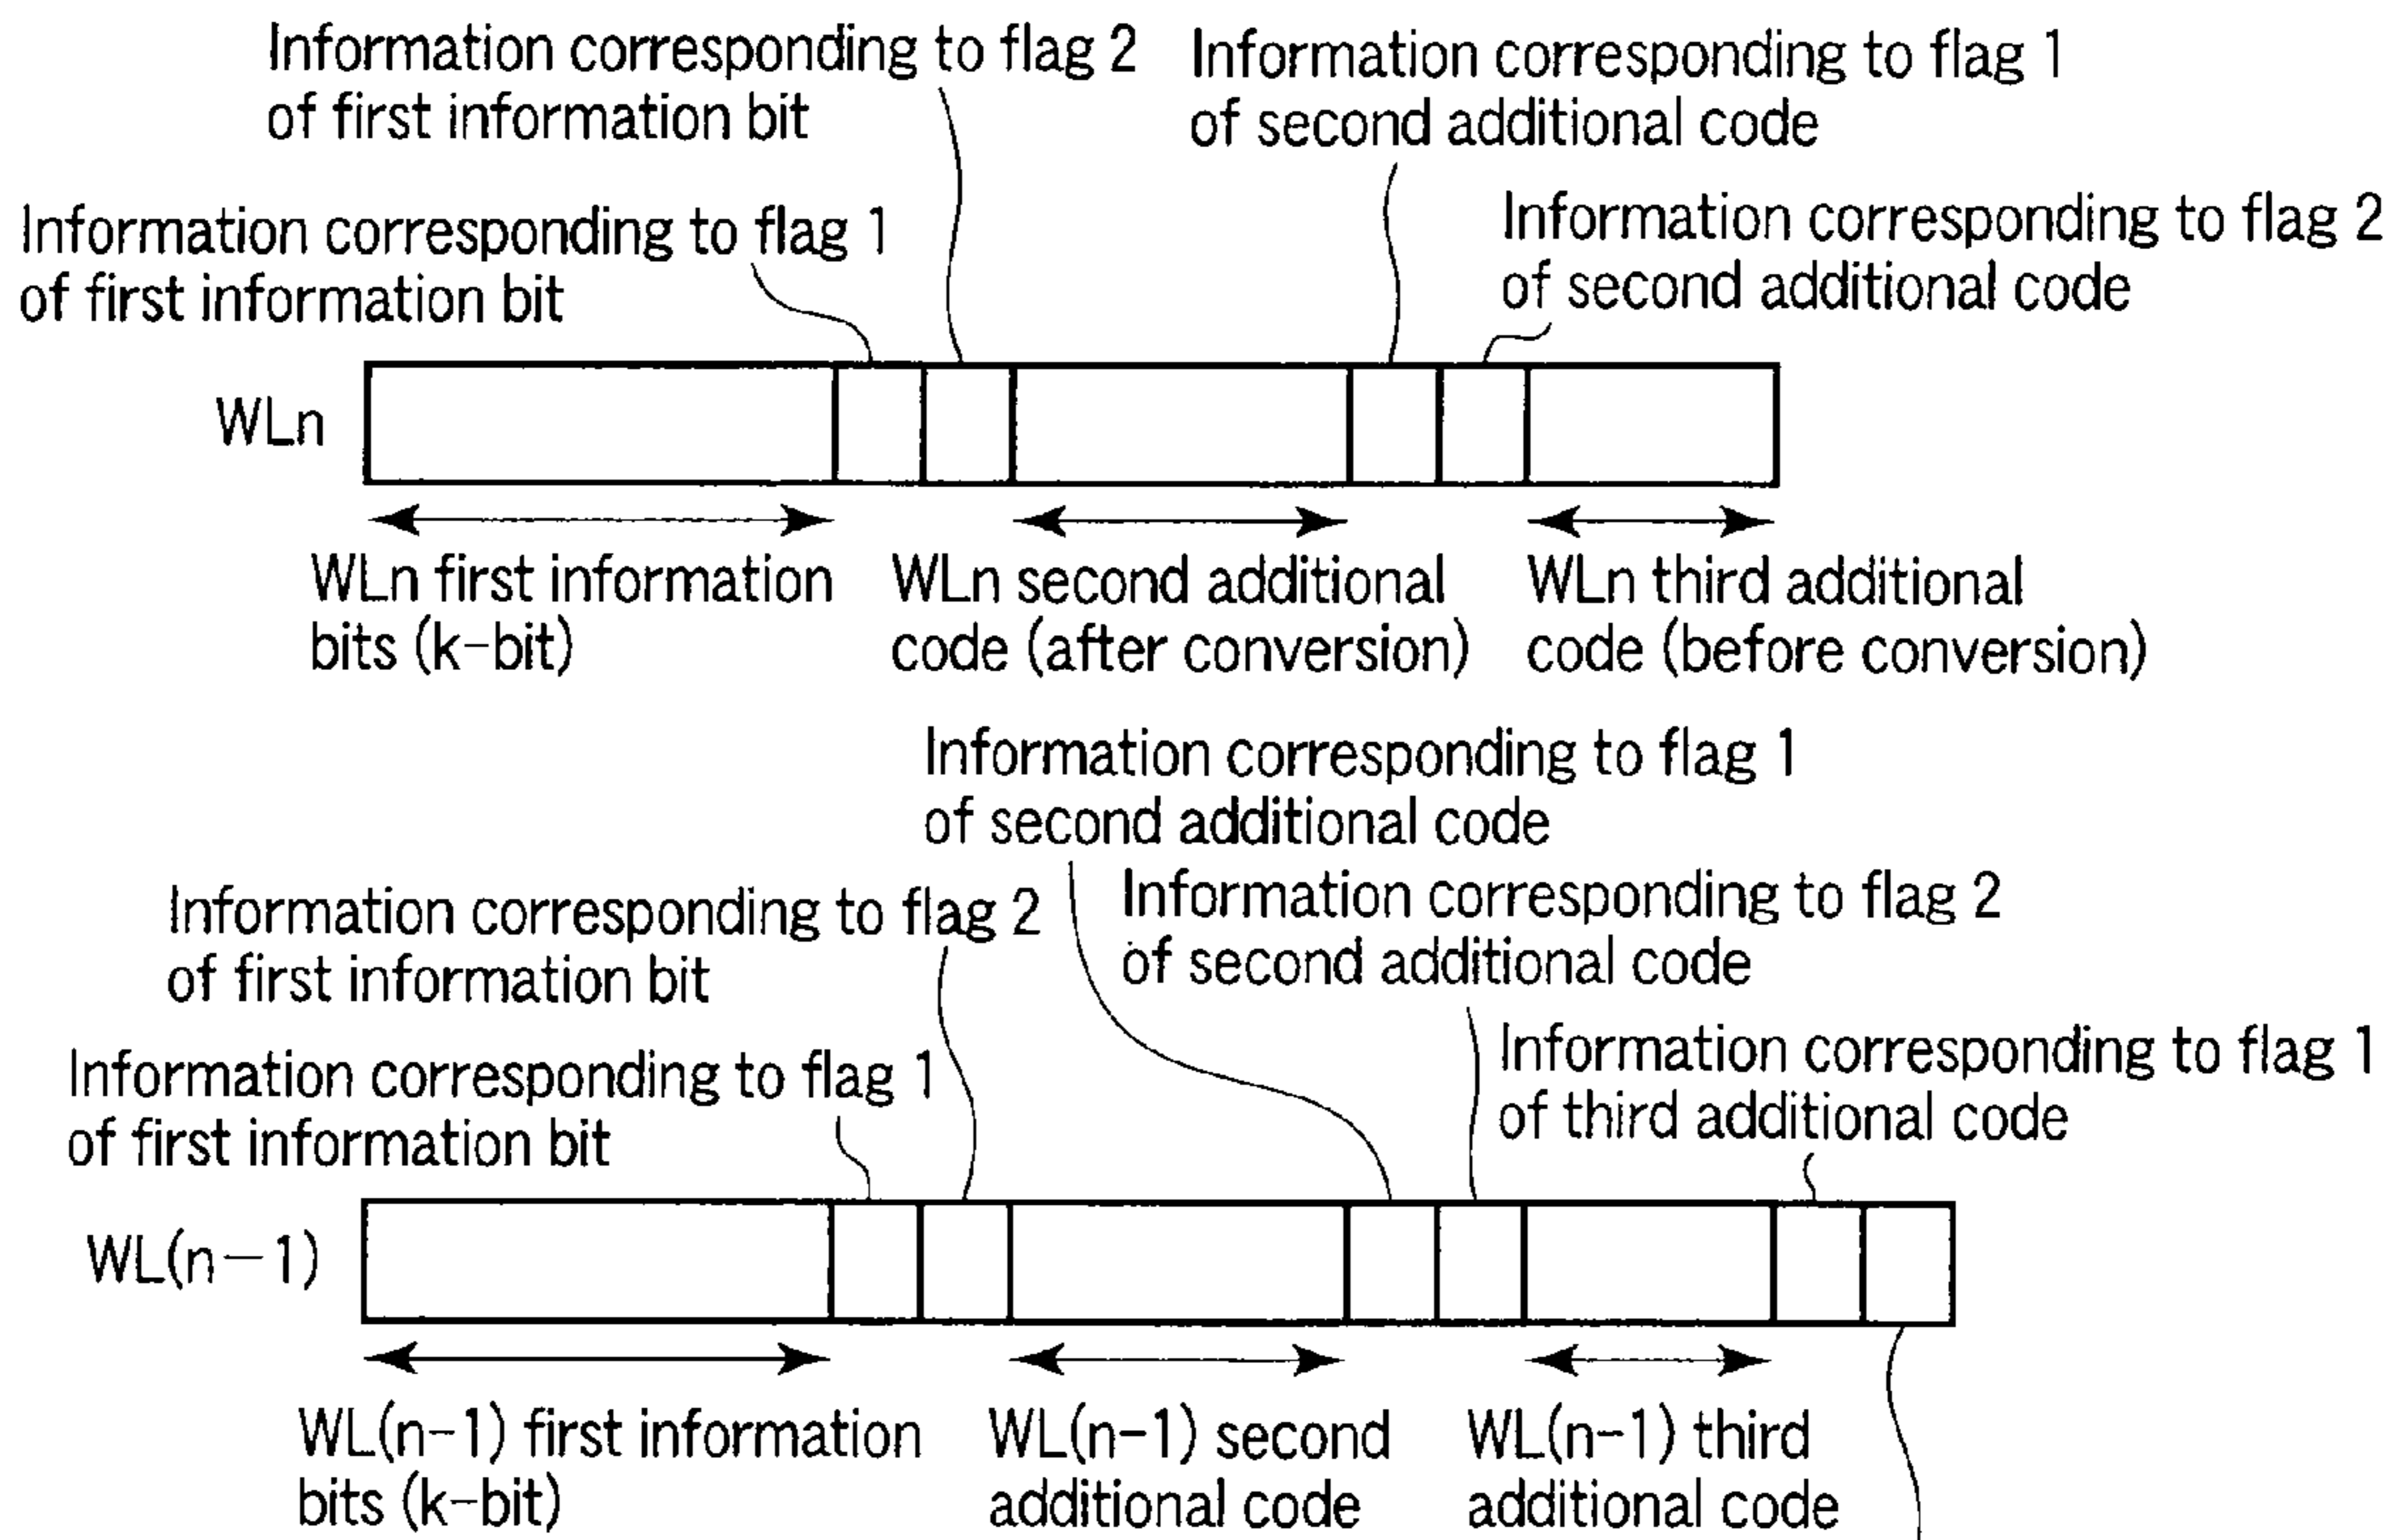 Information corresponding to flag 2
of first information bit
Information corresponding to flag 1
of second additional code
Information corresponding to flag 1
of first information bit
Information corresponding to flag 2
of second additional code
WLn
WLn first information
bits (k-bit)
WLn second additional
code (after conversion)
WLn third additional
code (before conversion)
Information corresponding to flag 1
of second additional code
Information corresponding to flag 2
of first information bit
Information corresponding to flag 2
of second additional code
Information corresponding to flag 1
of first information bit
Information corresponding to flag 1
of third additional code
WL(n-1)
WL(n-1) first information
bits (k-bit)
WL(n-1) second
additional code
WL(n-1) third
additional code